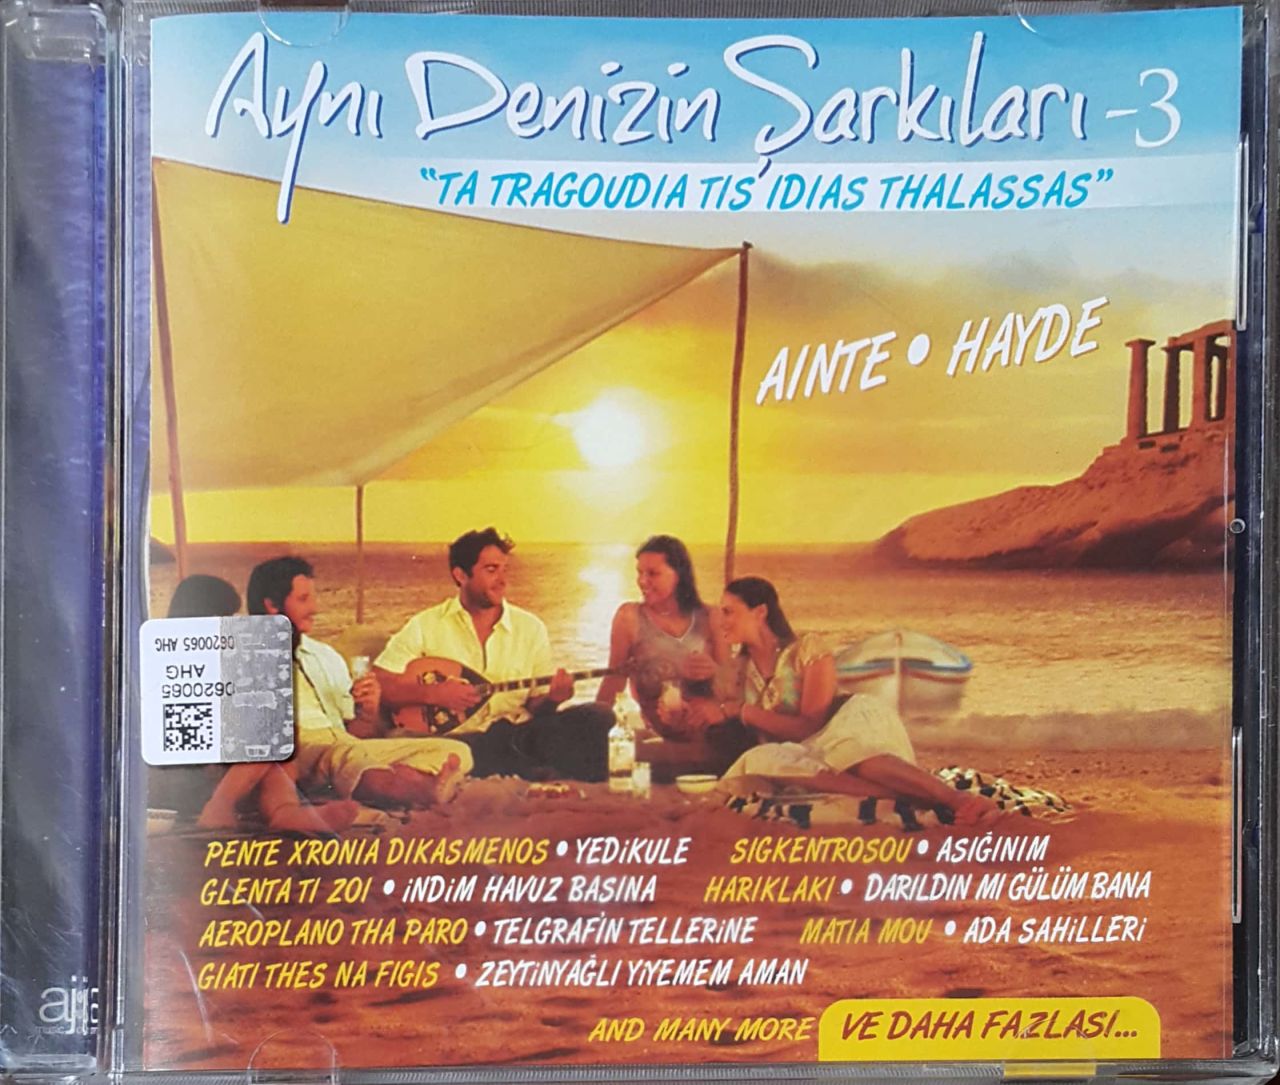 Aynı Denizin Şarkıları -3
"TA TRAGOUDIA TIS IDIAS THALASSAS"
AINTE • HAYDE
0620065 AHG
AHG
0620065
PENTE XRONIA DIKASMENOS • YEDİKULE
SIGKENTROSOU • ASIĞINIM
GLENTA TI ZOI • İNDİM HAVUZ BASINA
HARIKLAKI • DARILDIN MI GÜLÜM BANA
AEROPLANO THA PARO • TELGRAF'IN TELLERİNE
MATIA MOU • ADA SAHİLLERİ
GIATI THES NA FIGIS • ZEYTİNYAĞLI YİYEMEM AMAN
AND MANY MORE VE DAHA FAZLASI...